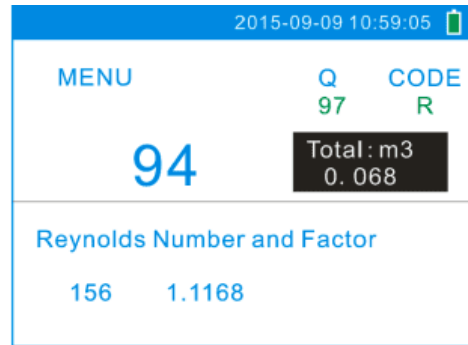 2015-09-09 10:59:05
MENU Q CODE
97 R
94
Total: m3
0. 068
Reynolds Number and Factor
156 1.1168